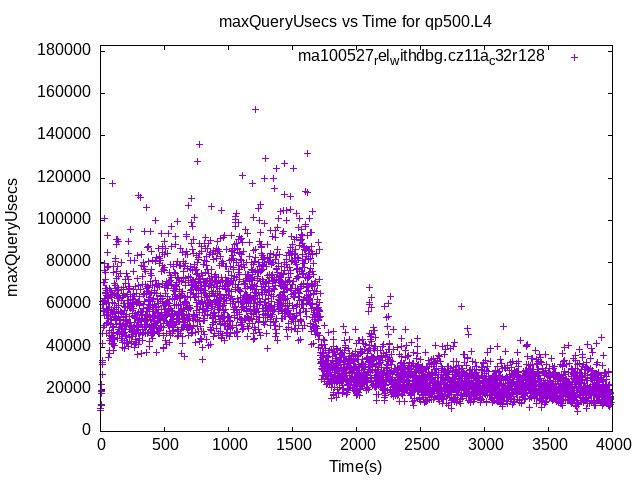 maxQueryUsecs vs Time for qp500.L4
ma100527relwithdbg.cz11ac32r128
180000
160000
140000
120000
100000
80000
60000
40000
20000
0
maxQueryUsecs
0 500 1000 1500 2000 2500 3000 3500 4000
Time(s)